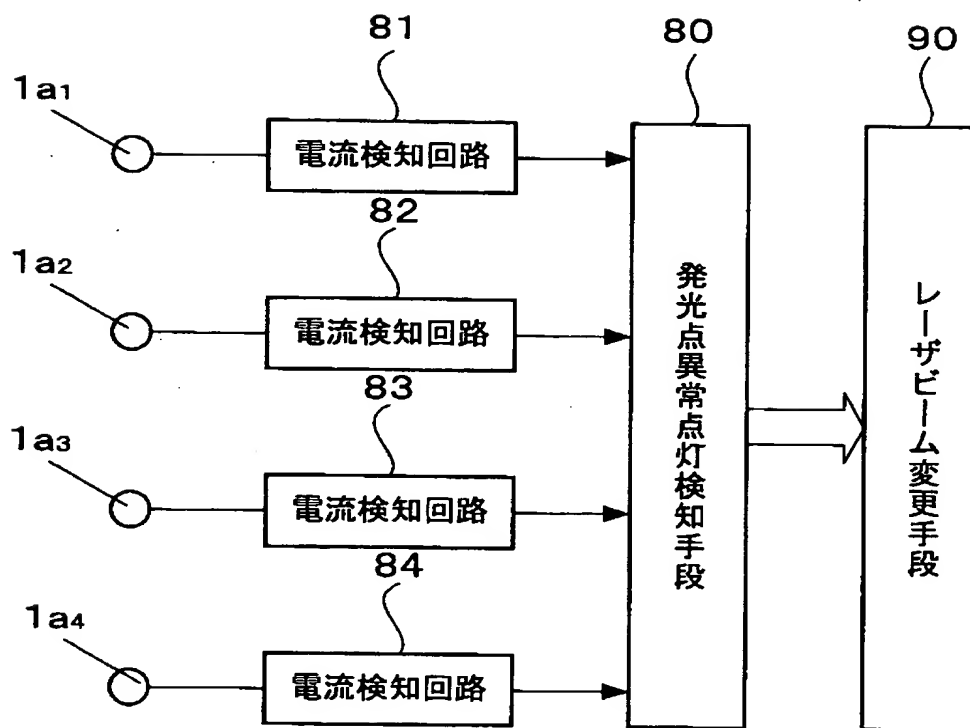 81
80
90
1a1
電流検知回路
82
1a2
電流検知回路
83
1a3
電流検知回路
84
1a4
電流検知回路
発光点異常点灯検知手段
レーザビーム変更手段